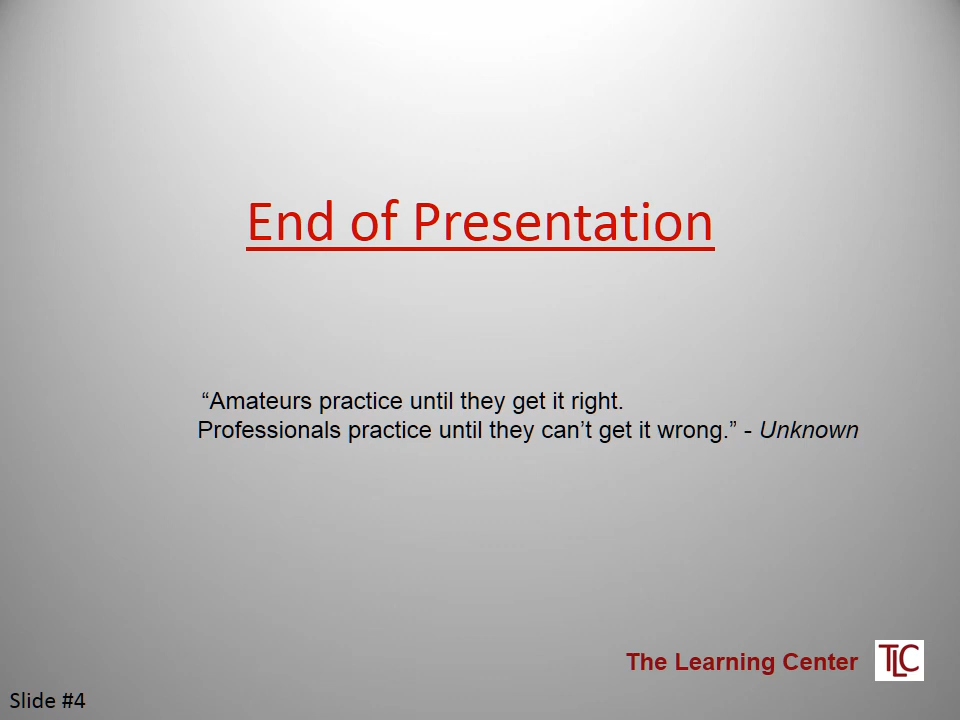 End of Presentation
“Amateurs practice until they get it right.
Professionals practice until they can’t get it wrong.” - Unknown
The Learning Center
TLC
Slide #4